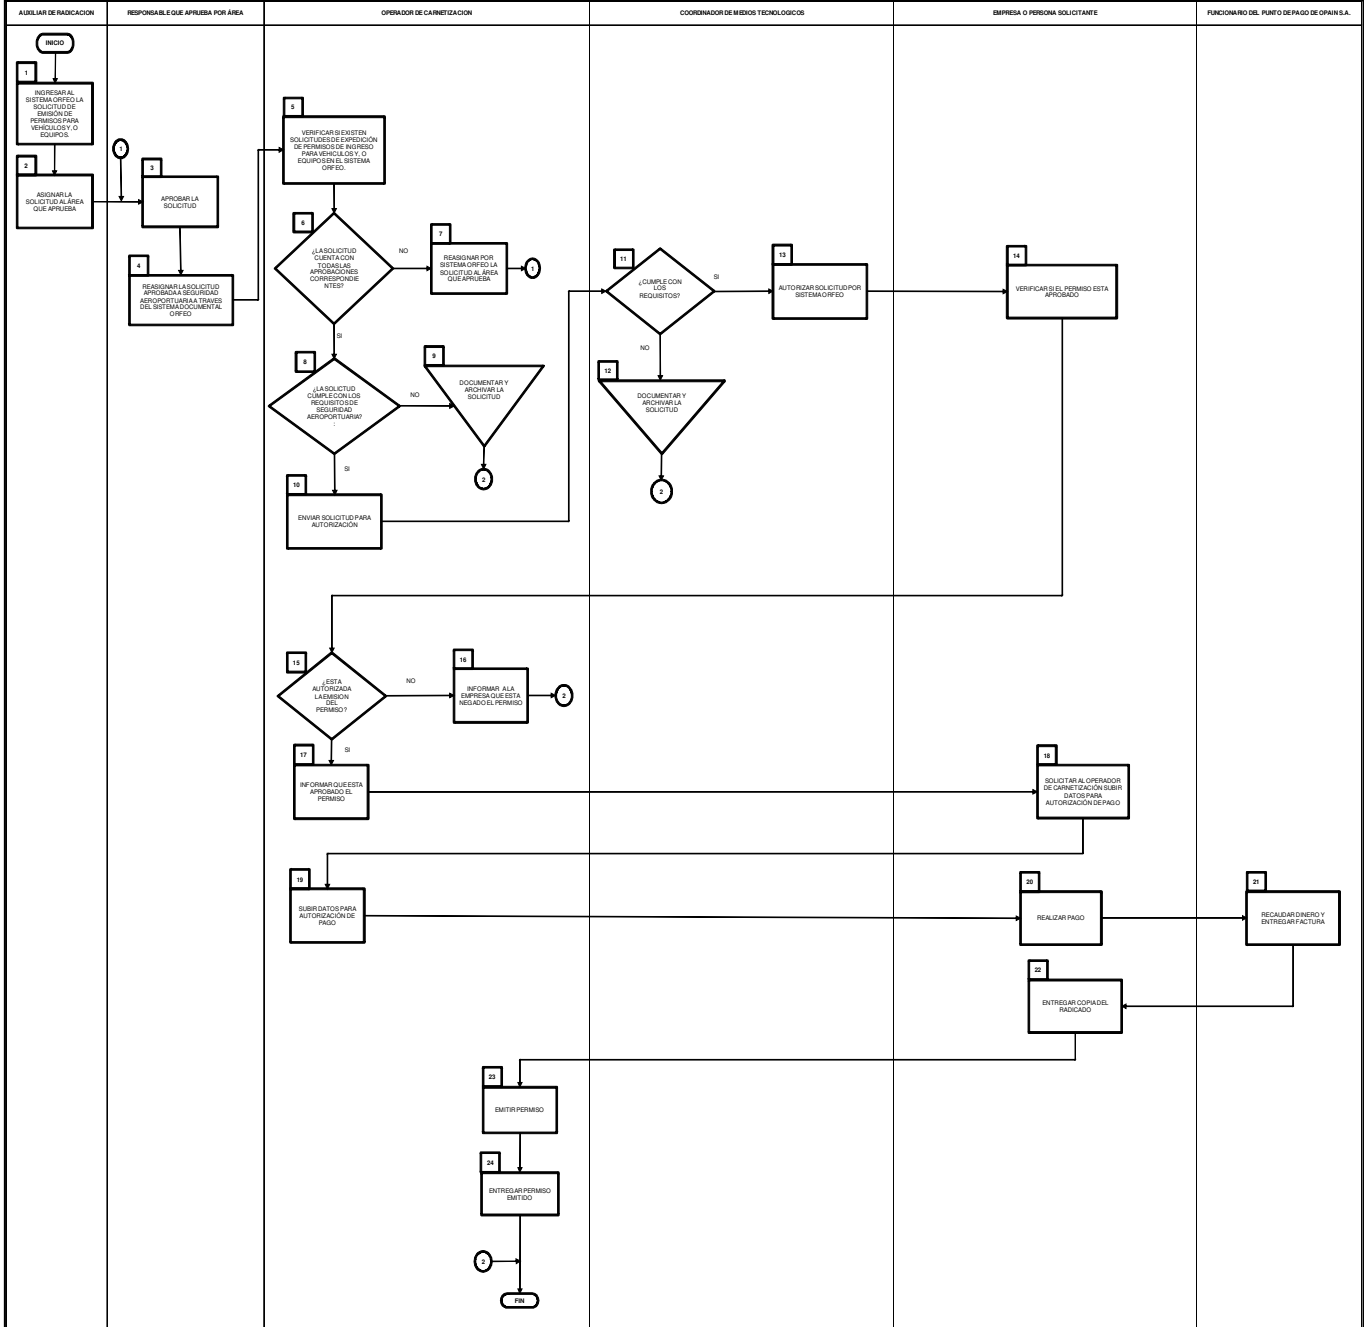 AUXILIAR DE RADICACION
RESPONSABLE QUE APRUEBA POR ÁREA
OPERADOR DE CARNETIZACION
COORDINADOR DE MEDIOS TECNOLOGICOS
EMPRESA O PERSONA SOLICITANTE
FUNCIONARIO DEL PUNTO DE PAGO DE OPAIN S.A.
INICIO
1
INGRESAR AL
SISTEMA ORFEO LA
SOLICITUD DE
EMISIÓN DE
PERMISOS PARA
VEHÍCULOS Y, O
EQUIPOS.
2
ASIGNAR LA
SOLICITUD AL ÁREA
QUE APRUEBA
1
3
APROBAR LA
SOLICITUD
4
REASIGNAR LA SOLICITUD
APROBADA A SEGURIDAD
AEROPORTUARIA A TRAVES
DEL SISTEMA DOCUMENTAL
ORFEO
5
VERIFICAR SI EXISTEN
SOLICITUDES DE EXPEDICIÓN
DE PERMISOS DE INGRESO
PARA VEHICULOS Y, O
EQUIPOS EN EL SISTEMA
ORFEO.
6
¿LA SOLICITUD
CUENTA CON
TODAS LAS
APROBACIONES
CORRESPONDIE
NTES?
NO
7
REASIGNAR POR
SISTEMA ORFEO LA
SOLICITUD AL ÁREA
QUE APRUEBA
1
SI
8
¿LA SOLICTUD
CUMPLE CON LOS
REQUISITOS DE
SEGURIDAD
AEROPORTUARIA?
:
NO
9
DOCUMENTAR Y
ARCHIVAR LA
SOLICITUD
2
SI
10
ENVIAR SOLICITUD PARA
AUTORIZACIÓN
11
¿CUMPLE CON
LOS
REQUISITOS?
SI
NO
12
DOCUMENTAR Y
ARCHIVAR LA
SOLICITUD
2
13
AUTORIZAR SOLICITUD POR
SISTEMA ORFEO
14
VERIFICAR SI EL PERMISO ESTA
APROBADO
15
¿ESTA
AUTORIZADA
LA EMISION
DEL
PERMISO?
NO
16
INFORMAR A LA
EMPRESA QUE ESTA
NEGADO EL PERMISO
2
SI
17
INFORMAR QUE ESTA
APROBADO EL
PERMISO
18
SOLICITAR AL OPERADOR
DE CARNETIZACIÓN SUBIR
DATOS PARA
AUTORIZACIÓN DE PAGO
19
SUBIR DATOS PARA
AUTORIZACIÓN DE
PAGO
20
REALIZAR PAGO
21
RECAUDAR DINERO Y
ENTREGAR FACTURA
22
ENTREGAR COPIA DEL
RADICADO
23
EMITIR PERMISO
24
ENTREGAR PERMISO
EMITIDO
2
FIN